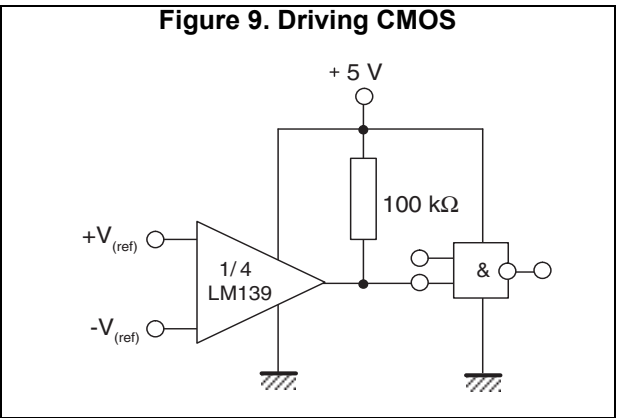 Figure 9. Driving CMOS
+ 5 V
100 kΩ
+V(ref)
1/4
LM139
&
-V(ref)